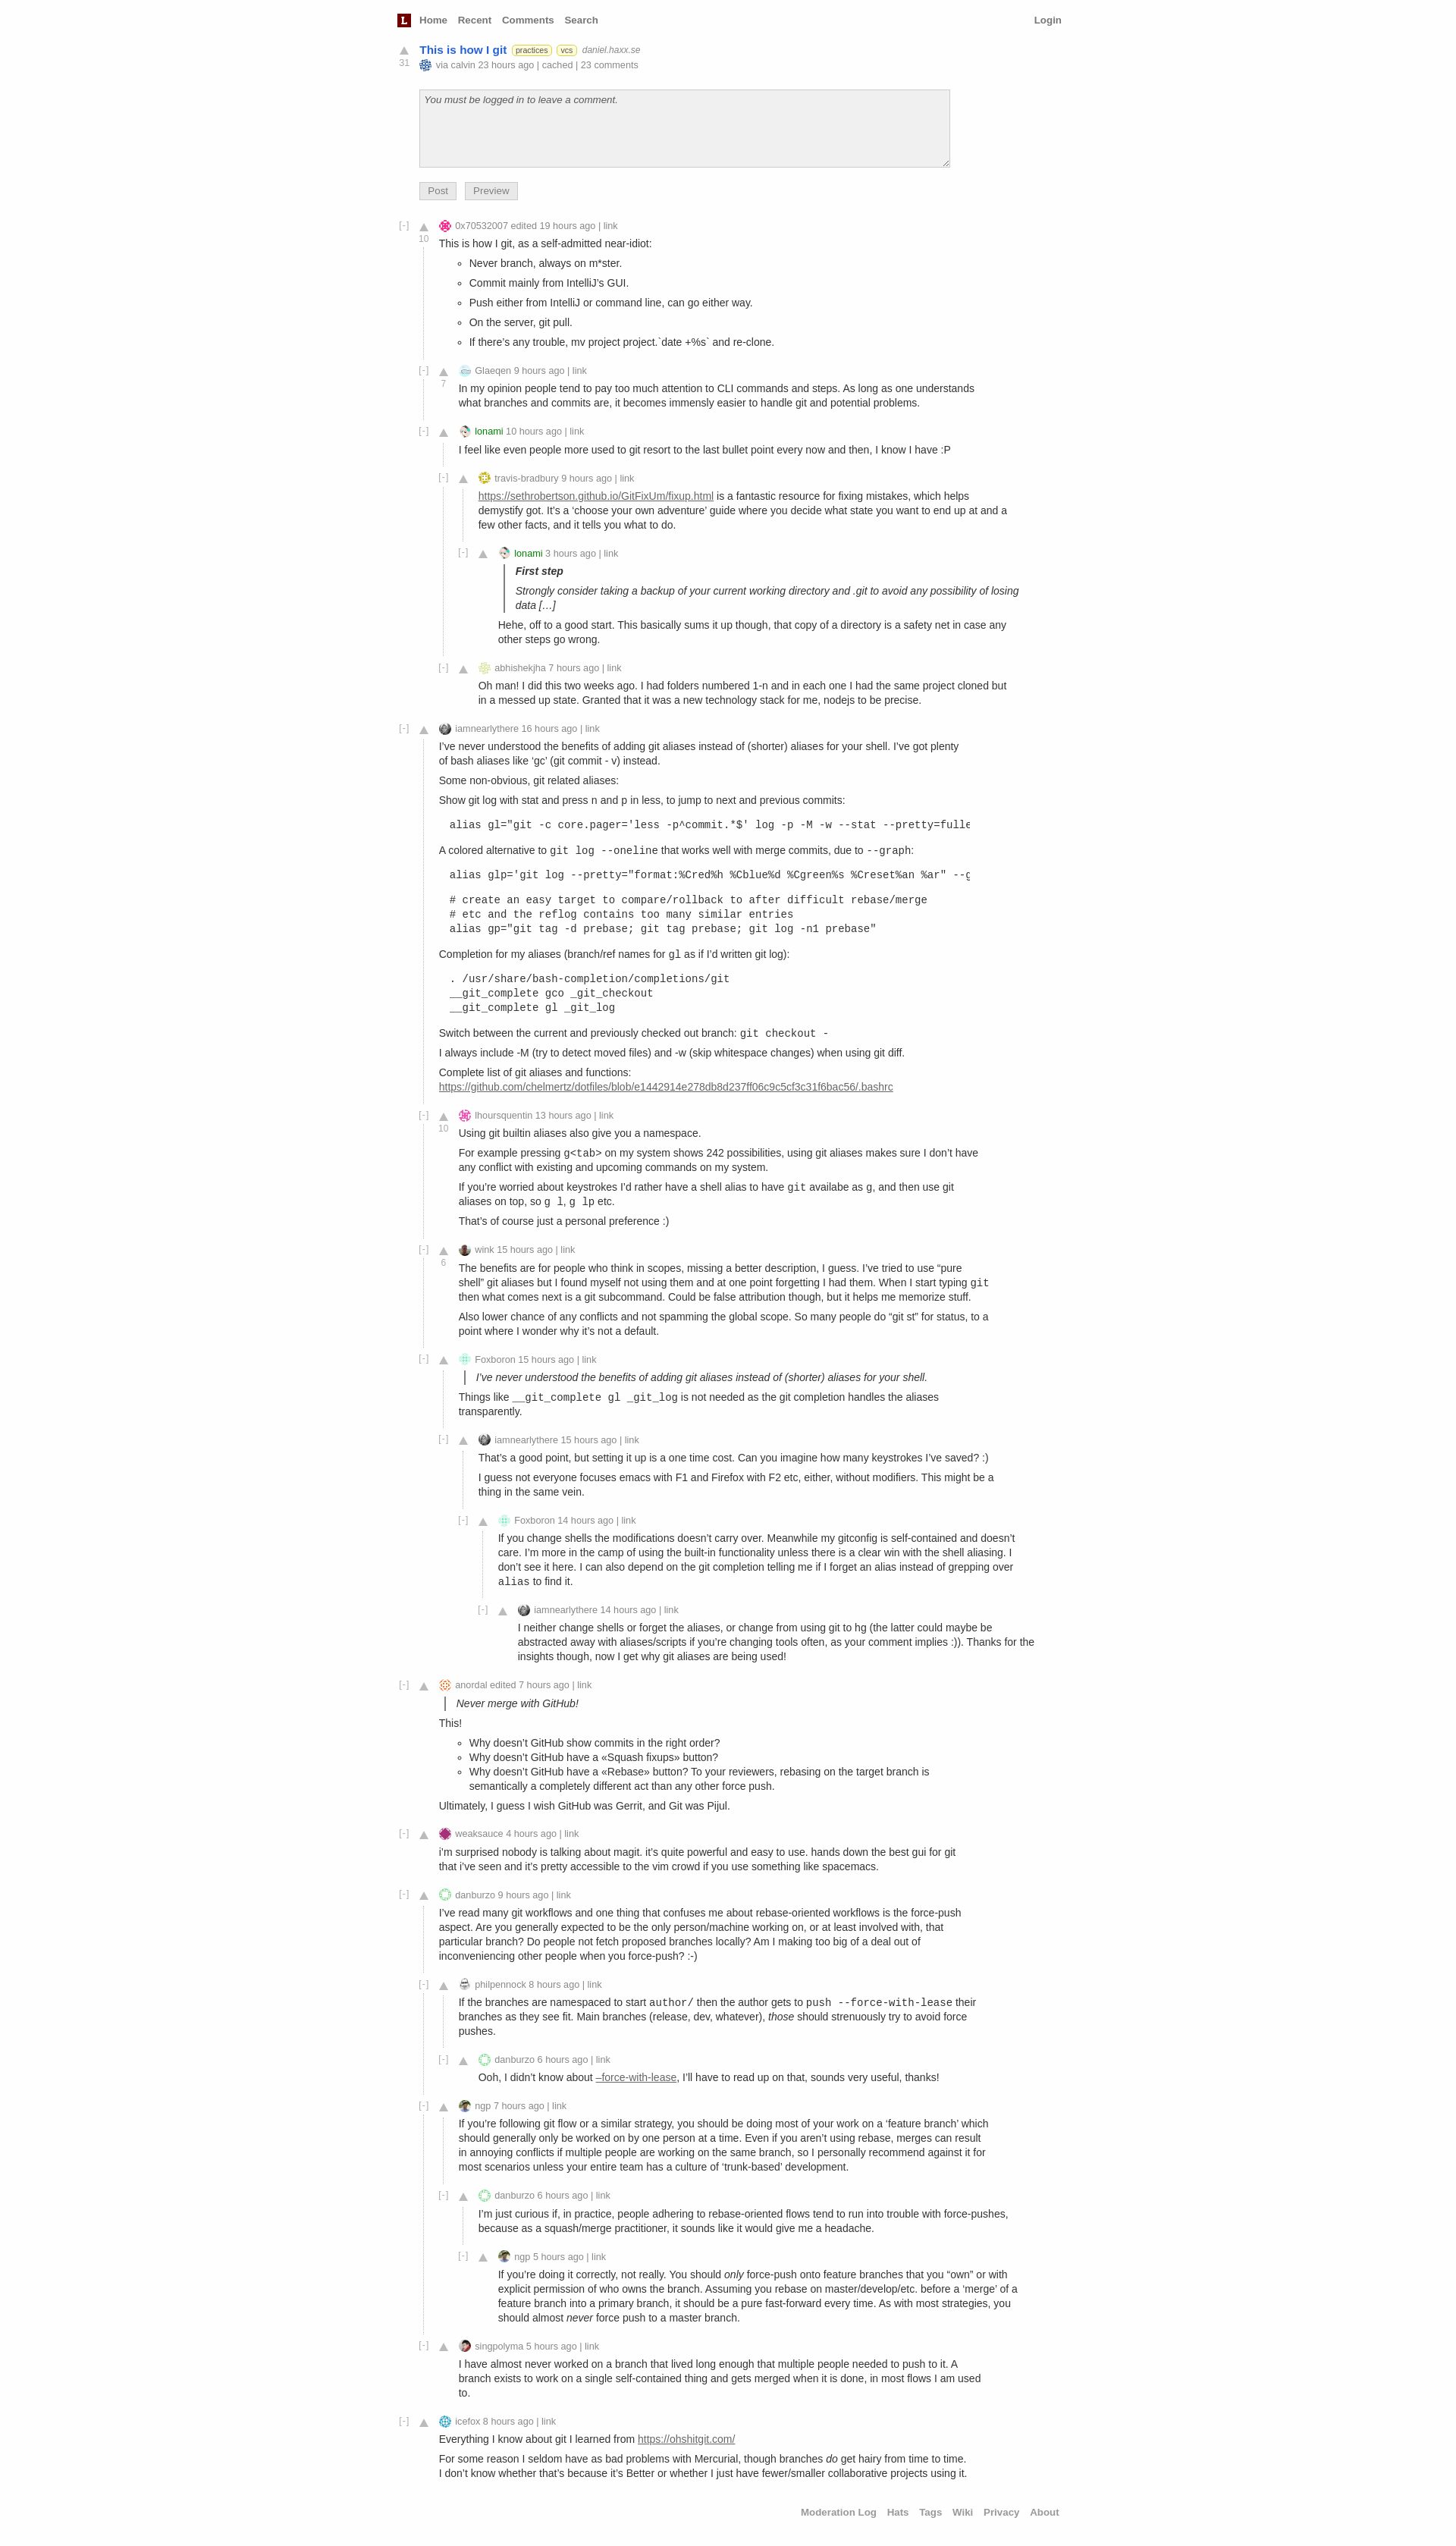 L Home Recent Comments Search Login
This is how I git practices vcs daniel.haxx.se
31 via calvin 23 hours ago | cached | 23 comments
You must be logged in to leave a comment.
Post Preview
[-] 0x70532007 edited 19 hours ago | link
10
This is how I git, as a self-admitted near-idiot:
Never branch, always on m*ster.
Commit mainly from IntelliJ’s GUI.
Push either from IntelliJ or command line, can go either way.
On the server, git pull.
If there’s any trouble, mv project project.`date +%s` and re-clone.
[-] Glaeqen 9 hours ago | link
7
In my opinion people tend to pay too much attention to CLI commands and steps. As long as one understands
what branches and commits are, it becomes immensly easier to handle git and potential problems.
[-] lonami 10 hours ago | link
I feel like even people more used to git resort to the last bullet point every now and then, I know I have :P
[-] travis-bradbury 9 hours ago | link
https://sethrobertson.github.io/GitFixUm/fixup.html is a fantastic resource for fixing mistakes, which helps
demystify got. It’s a ‘choose your own adventure’ guide where you decide what state you want to end up at and a
few other facts, and it tells you what to do.
[-] lonami 3 hours ago | link
First step
Strongly consider taking a backup of your current working directory and .git to avoid any possibility of losing
data […]
Hehe, off to a good start. This basically sums it up though, that copy of a directory is a safety net in case any
other steps go wrong.
[-] abhishekjha 7 hours ago | link
Oh man! I did this two weeks ago. I had folders numbered 1-n and in each one I had the same project cloned but
in a messed up state. Granted that it was a new technology stack for me, nodejs to be precise.
[-] iamnearlythere 16 hours ago | link
I’ve never understood the benefits of adding git aliases instead of (shorter) aliases for your shell. I’ve got plenty
of bash aliases like ‘gc’ (git commit - v) instead.
Some non-obvious, git related aliases:
Show git log with stat and press n and p in less, to jump to next and previous commits:
alias gl="git -c core.pager='less -p^commit.*$' log -p -M -w --stat --pretty=fulle
A colored alternative to git log --oneline that works well with merge commits, due to --graph:
alias glp='git log --pretty="format:%Cred%h %Cblue%d %Cgreen%s %Creset%an %ar" --g
# create an easy target to compare/rollback to after difficult rebase/merge
# etc and the reflog contains too many similar entries
alias gp="git tag -d prebase; git tag prebase; git log -n1 prebase"
Completion for my aliases (branch/ref names for gl as if I’d written git log):
. /usr/share/bash-completion/completions/git
__git_complete gco _git_checkout
__git_complete gl _git_log
Switch between the current and previously checked out branch: git checkout -
I always include -M (try to detect moved files) and -w (skip whitespace changes) when using git diff.
Complete list of git aliases and functions:
https://github.com/chelmertz/dotfiles/blob/e1442914e278db8d237ff06c9c5cf3c31f6bac56/.bashrc
[-] lhoursquentin 13 hours ago | link
10
Using git builtin aliases also give you a namespace.
For example pressing g<tab> on my system shows 242 possibilities, using git aliases makes sure I don’t have
any conflict with existing and upcoming commands on my system.
If you’re worried about keystrokes I’d rather have a shell alias to have git availabe as g, and then use git
aliases on top, so g l, g lp etc.
That’s of course just a personal preference :)
[-] wink 15 hours ago | link
6
The benefits are for people who think in scopes, missing a better description, I guess. I’ve tried to use “pure
shell” git aliases but I found myself not using them and at one point forgetting I had them. When I start typing git
then what comes next is a git subcommand. Could be false attribution though, but it helps me memorize stuff.
Also lower chance of any conflicts and not spamming the global scope. So many people do “git st” for status, to a
point where I wonder why it’s not a default.
[-] Foxboron 15 hours ago | link
I’ve never understood the benefits of adding git aliases instead of (shorter) aliases for your shell.
Things like __git_complete gl _git_log is not needed as the git completion handles the aliases
transparently.
[-] iamnearlythere 15 hours ago | link
That’s a good point, but setting it up is a one time cost. Can you imagine how many keystrokes I’ve saved? :)
I guess not everyone focuses emacs with F1 and Firefox with F2 etc, either, without modifiers. This might be a
thing in the same vein.
[-] Foxboron 14 hours ago | link
If you change shells the modifications doesn’t carry over. Meanwhile my gitconfig is self-contained and doesn’t
care. I’m more in the camp of using the built-in functionality unless there is a clear win with the shell aliasing. I
don’t see it here. I can also depend on the git completion telling me if I forget an alias instead of grepping over
alias to find it.
[-] iamnearlythere 14 hours ago | link
I neither change shells or forget the aliases, or change from using git to hg (the latter could maybe be
abstracted away with aliases/scripts if you’re changing tools often, as your comment implies :)). Thanks for the
insights though, now I get why git aliases are being used!
[-] anordal edited 7 hours ago | link
Never merge with GitHub!
This!
Why doesn’t GitHub show commits in the right order?
Why doesn’t GitHub have a «Squash fixups» button?
Why doesn’t GitHub have a «Rebase» button? To your reviewers, rebasing on the target branch is
semantically a completely different act than any other force push.
Ultimately, I guess I wish GitHub was Gerrit, and Git was Pijul.
[-] weaksauce 4 hours ago | link
i’m surprised nobody is talking about magit. it’s quite powerful and easy to use. hands down the best gui for git
that i’ve seen and it’s pretty accessible to the vim crowd if you use something like spacemacs.
[-] danburzo 9 hours ago | link
I’ve read many git workflows and one thing that confuses me about rebase-oriented workflows is the force-push
aspect. Are you generally expected to be the only person/machine working on, or at least involved with, that
particular branch? Do people not fetch proposed branches locally? Am I making too big of a deal out of
inconveniencing other people when you force-push? :-)
[-] philpennock 8 hours ago | link
If the branches are namespaced to start author/ then the author gets to push --force-with-lease their
branches as they see fit. Main branches (release, dev, whatever), those should strenuously try to avoid force
pushes.
[-] danburzo 6 hours ago | link
Ooh, I didn’t know about –force-with-lease, I’ll have to read up on that, sounds very useful, thanks!
[-] ngp 7 hours ago | link
If you’re following git flow or a similar strategy, you should be doing most of your work on a ‘feature branch’ which
should generally only be worked on by one person at a time. Even if you aren’t using rebase, merges can result
in annoying conflicts if multiple people are working on the same branch, so I personally recommend against it for
most scenarios unless your entire team has a culture of ‘trunk-based’ development.
[-] danburzo 6 hours ago | link
I’m just curious if, in practice, people adhering to rebase-oriented flows tend to run into trouble with force-pushes,
because as a squash/merge practitioner, it sounds like it would give me a headache.
[-] ngp 5 hours ago | link
If you’re doing it correctly, not really. You should only force-push onto feature branches that you “own” or with
explicit permission of who owns the branch. Assuming you rebase on master/develop/etc. before a ‘merge’ of a
feature branch into a primary branch, it should be a pure fast-forward every time. As with most strategies, you
should almost never force push to a master branch.
[-] singpolyma 5 hours ago | link
I have almost never worked on a branch that lived long enough that multiple people needed to push to it. A
branch exists to work on a single self-contained thing and gets merged when it is done, in most flows I am used
to.
[-] icefox 8 hours ago | link
Everything I know about git I learned from https://ohshitgit.com/
For some reason I seldom have as bad problems with Mercurial, though branches do get hairy from time to time.
I don’t know whether that’s because it’s Better or whether I just have fewer/smaller collaborative projects using it.
Moderation Log Hats Tags Wiki Privacy About